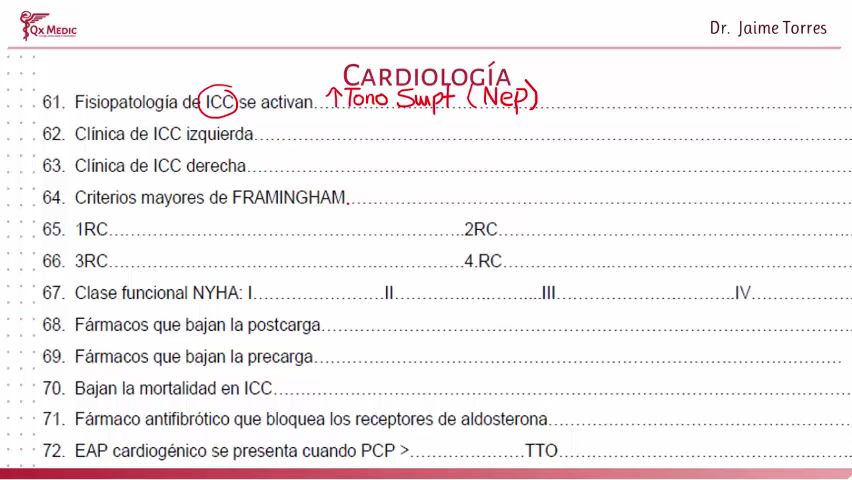 Qx MEDIC
Dr. Jaime Torres
CARDIOLOGÍA
61. Fisiopatología de ICC se activan ↑Tono Smpt (Nep)
62. Clínica de ICC izquierda
63. Clínica de ICC derecha
64. Criterios mayores de FRAMINGHAM
65. 1RC 2RC
66. 3RC 4.RC
67. Clase funcional NYHA: I II III IV
68. Fármacos que bajan la postcarga
69. Fármacos que bajan la precarga
70. Bajan la mortalidad en ICC
71. Fármaco antifibrótico que bloquea los receptores de aldosterona
72. EAP cardiogénico se presenta cuando PCP > TTO